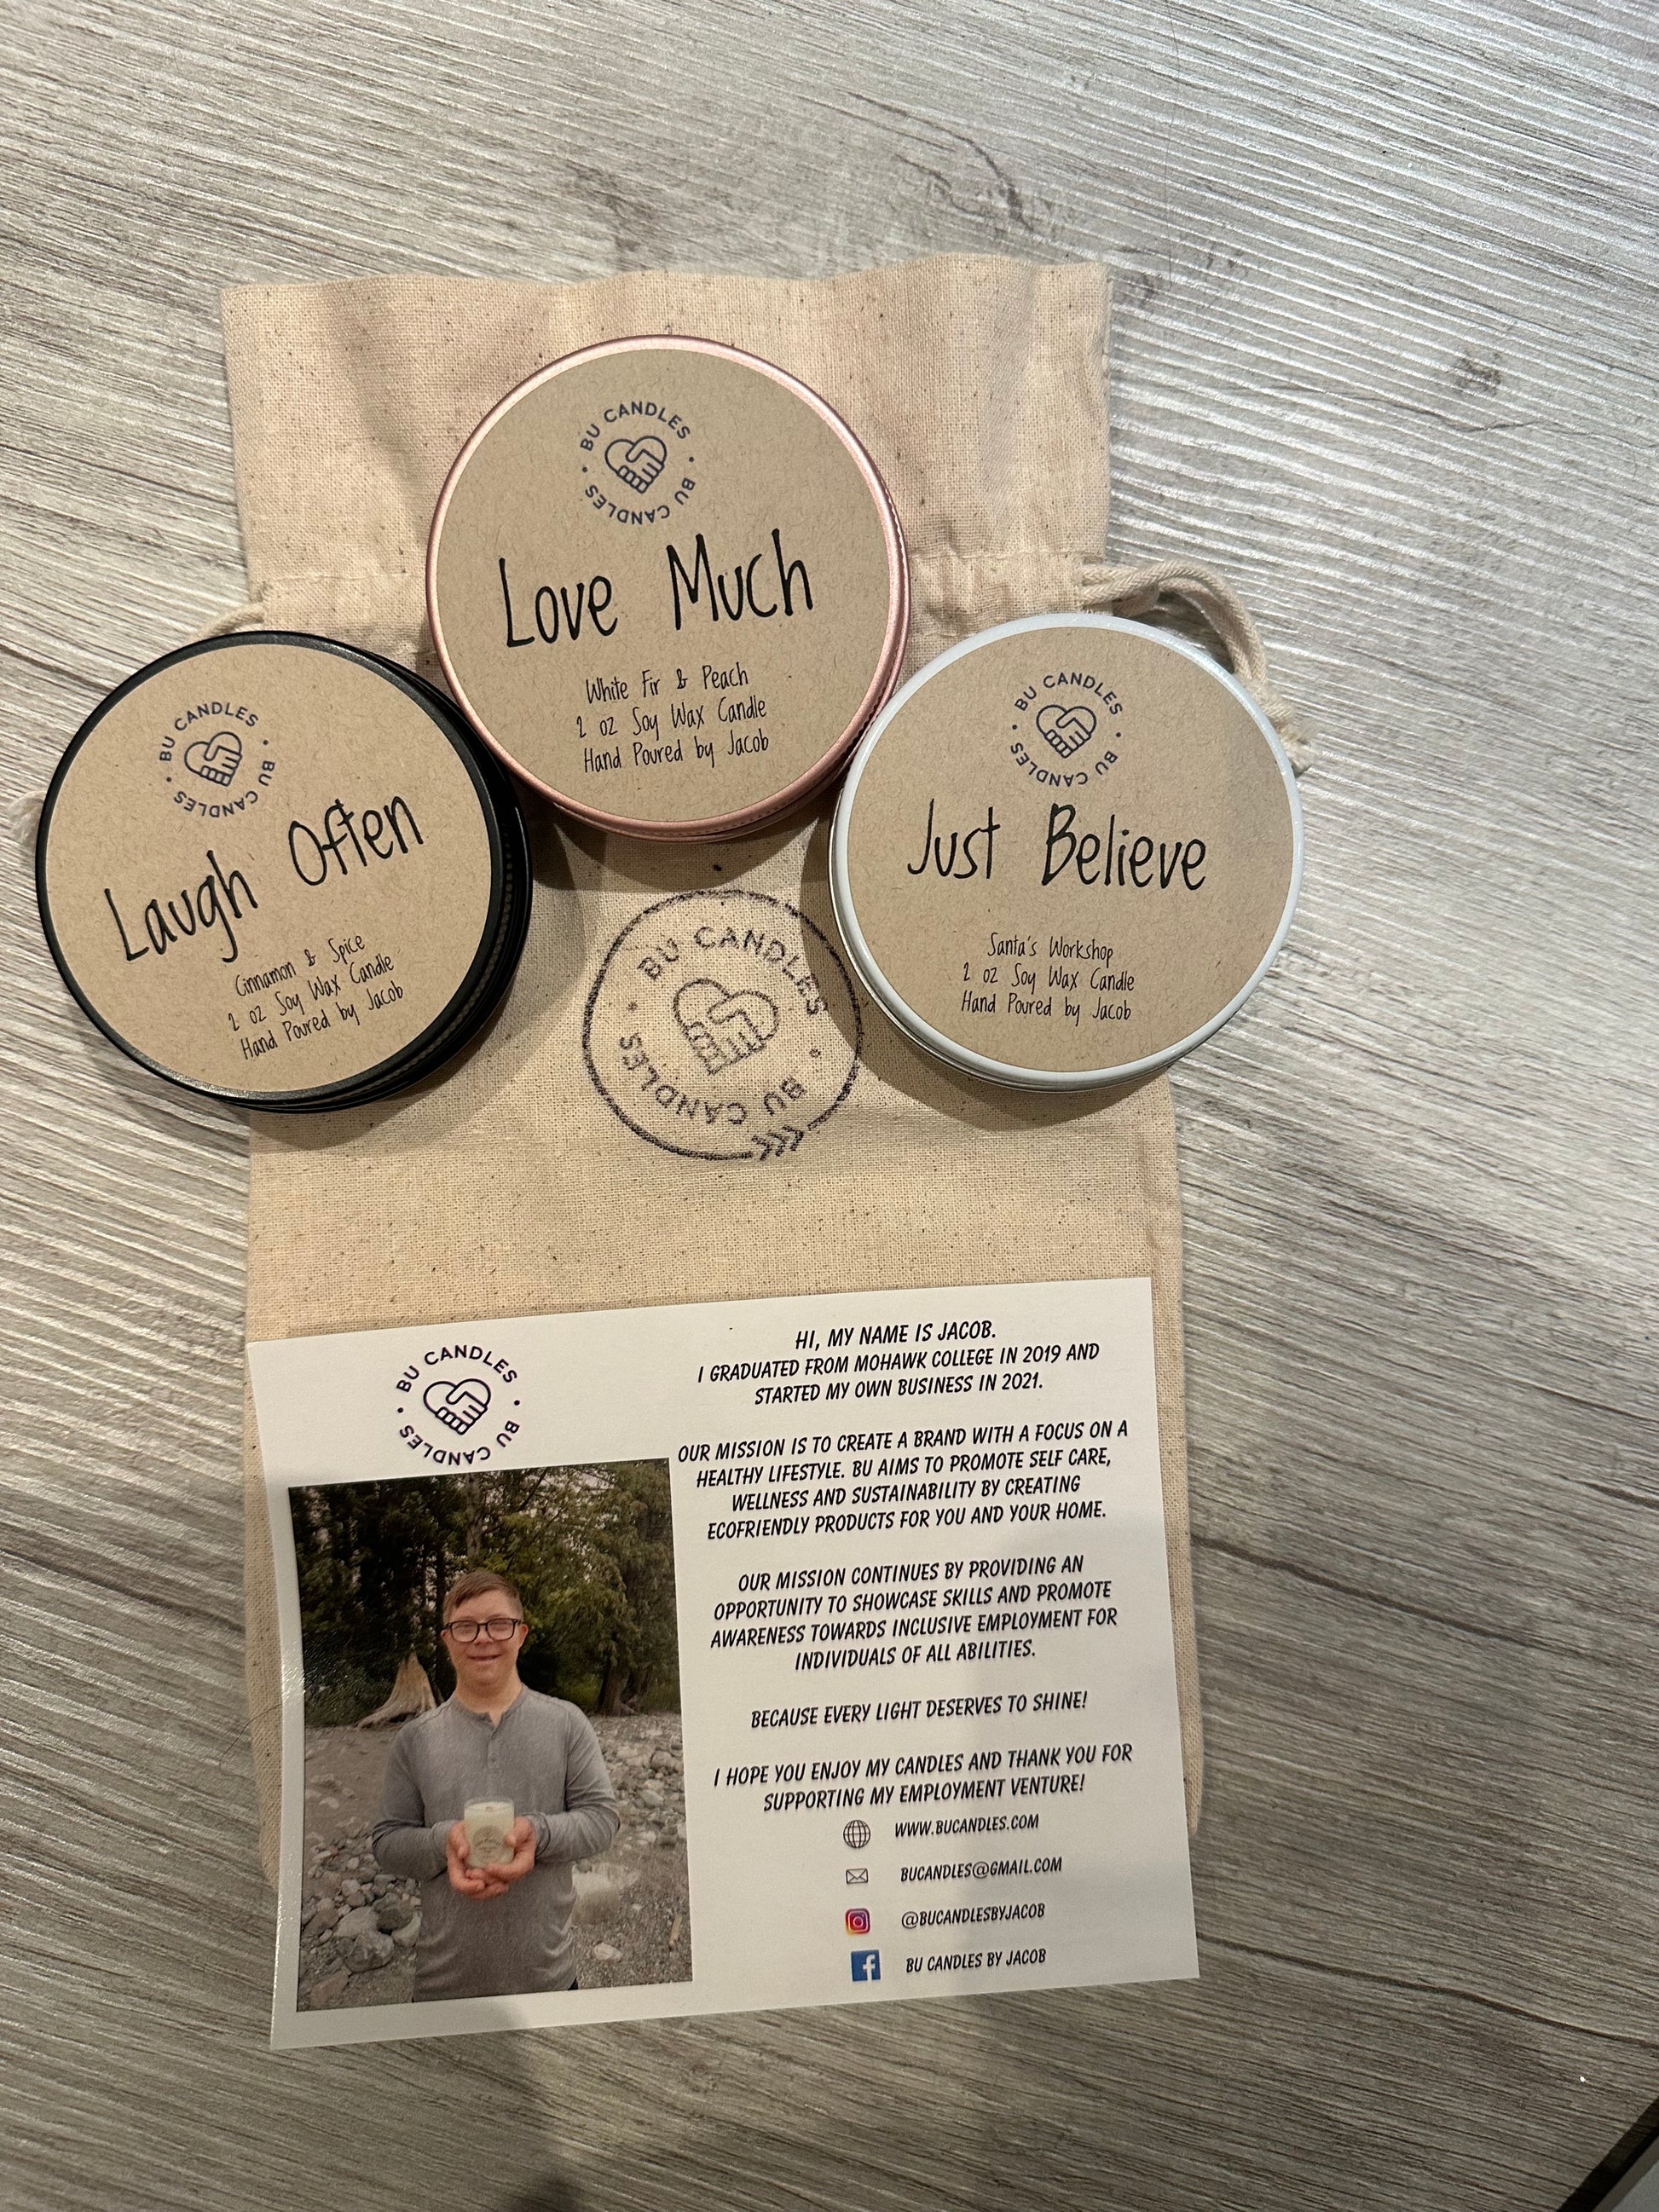 BU CANDLES · BU CANDLES ·
Love Much
White Fir & Peach
2 oz Soy Wax Candle
Hand Poured by Jacob
BU CANDLES · BU CANDLES ·
Laugh Often
Cinnamon & Spice
2 oz Soy Wax Candle
Hand Poured by Jacob
BU CANDLES · BU CANDLES ·
Just Believe
Santa's Workshop
2 oz Soy Wax Candle
Hand Poured by Jacob
BU CANDLES · BU CANDLES ·
BU CANDLES · BU CANDLES ·
HI, MY NAME IS JACOB.
I GRADUATED FROM MOHAWK COLLEGE IN 2019 AND
STARTED MY OWN BUSINESS IN 2021.
OUR MISSION IS TO CREATE A BRAND WITH A FOCUS ON A
HEALTHY LIFESTYLE. BU AIMS TO PROMOTE SELF CARE,
WELLNESS AND SUSTAINABILITY BY CREATING
ECOFRIENDLY PRODUCTS FOR YOU AND YOUR HOME.
OUR MISSION CONTINUES BY PROVIDING AN
OPPORTUNITY TO SHOWCASE SKILLS AND PROMOTE
AWARENESS TOWARDS INCLUSIVE EMPLOYMENT FOR
INDIVIDUALS OF ALL ABILITIES.
BECAUSE EVERY LIGHT DESERVES TO SHINE!
I HOPE YOU ENJOY MY CANDLES AND THANK YOU FOR
SUPPORTING MY EMPLOYMENT VENTURE!
WWW.BUCANDLES.COM
BUCANDLES@GMAIL.COM
@BUCANDLESBYJACOB
BU CANDLES BY JACOB